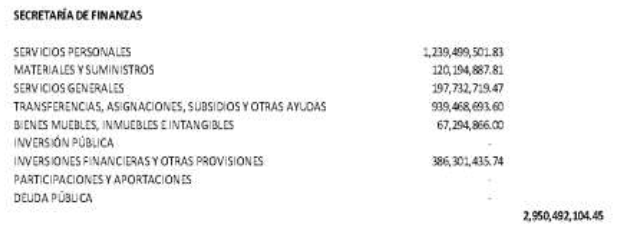 SECRETARÍA DE FINANZAS
SERVICIOS PERSONALES 1,239,499,501.83
MATERIALES Y SUMINISTROS 120,194,887.81
SERVICIOS GENERALES 197,732,719.47
TRANSFERENCIAS, ASIGNACIONES, SUBSIDIOS Y OTRAS AYUDAS 939,468,693.60
BIENES MUEBLES, INMUEBLES E INTANGIBLES 67,294,866.00
INVERSIÓN PÚBLICA -
INVERSIONES FINANCIERAS Y OTRAS PROVISIONES 386,301,435.74
PARTICIPACIONES Y APORTACIONES -
DEUDA PÚBLICA -
2,950,492,104.45